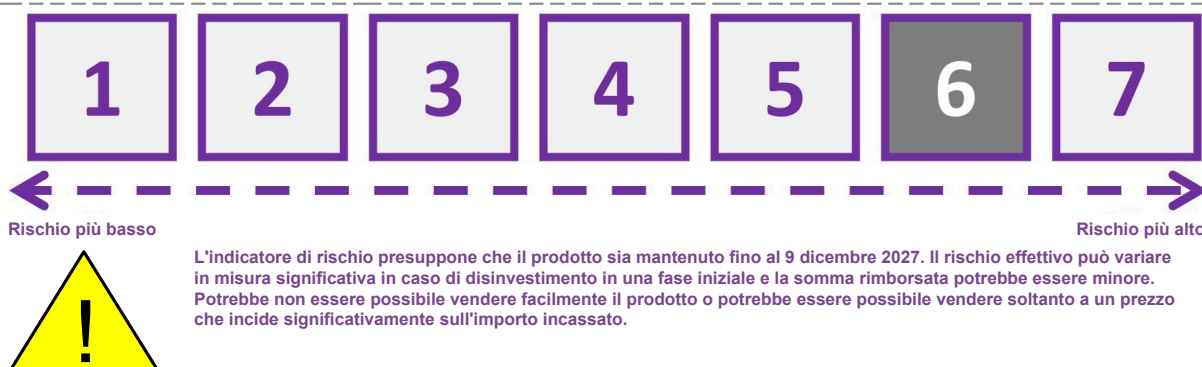 1 2 3 4 5 6 7
Rischio più basso Rischio più alto
L'indicatore di rischio presuppone che il prodotto sia mantenuto fino al 9 dicembre 2027. Il rischio effettivo può variare
in misura significativa in caso di disinvestimento in una fase iniziale e la somma rimborsata potrebbe essere minore.
Potrebbe non essere possibile vendere facilmente il prodotto o potrebbe essere possibile vendere soltanto a un prezzo
che incide significativamente sull'importo incassato.
!